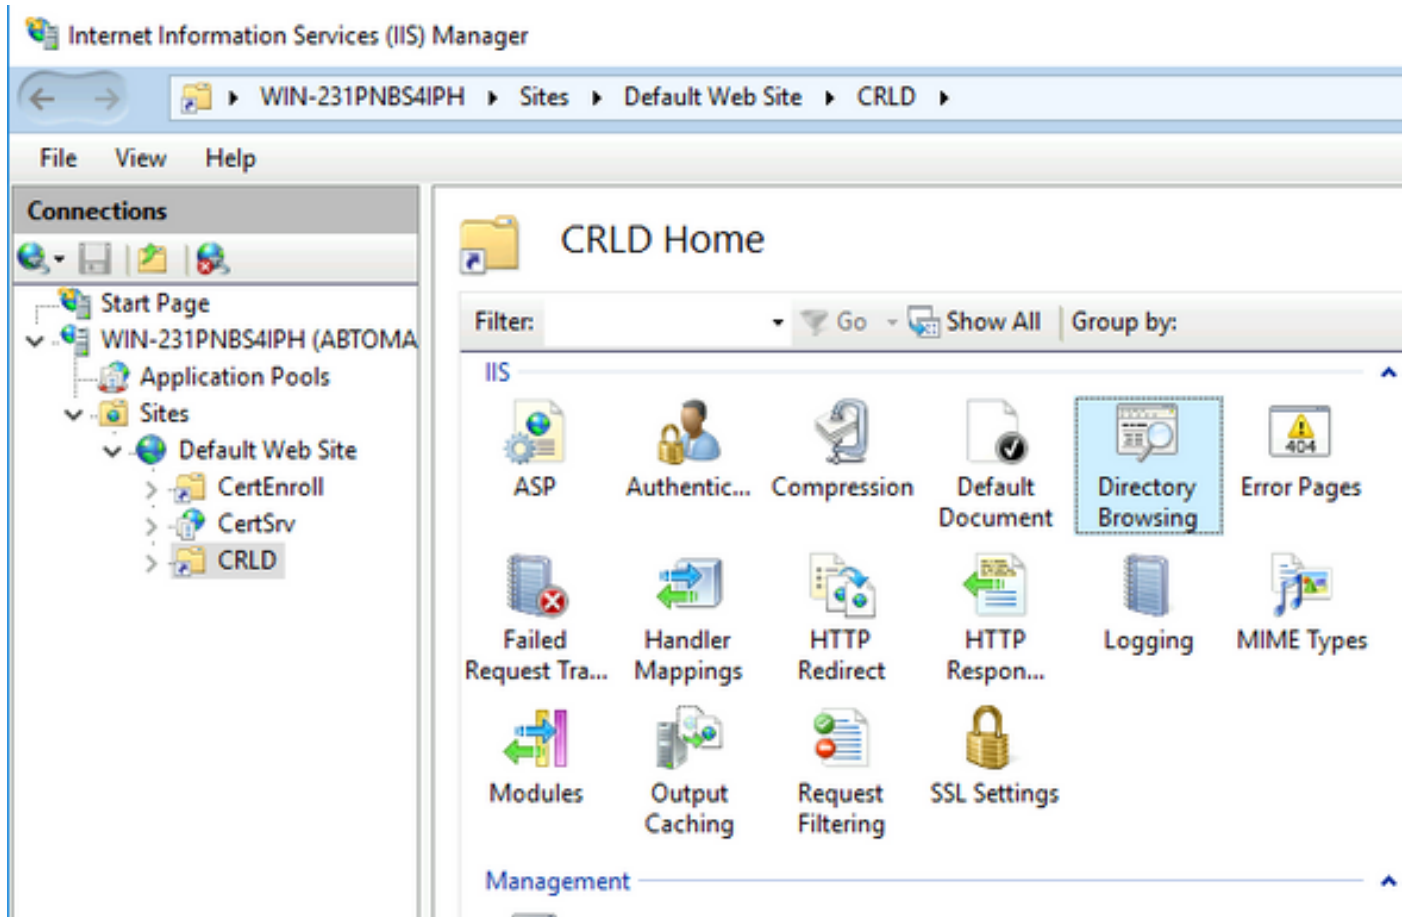 Internet Information Services (IIS) Manager
WIN-231PNBS4IPH Sites Default Web Site CRLD
File View Help
Connections
Start Page
WIN-231PNBS4IPH (ABTOMA
Application Pools
Sites
Default Web Site
CertEnroll
CertSrv
CRLD
CRLD Home
Filter: Go Show All Group by:
IIS
ASP Authentic... Compression Default Directory Error Pages
Document Browsing
404
Failed Handler HTTP HTTP Logging MIME Types
Request Tra... Mappings Redirect Respon...
Modules Output Request SSL Settings
Caching Filtering
Management